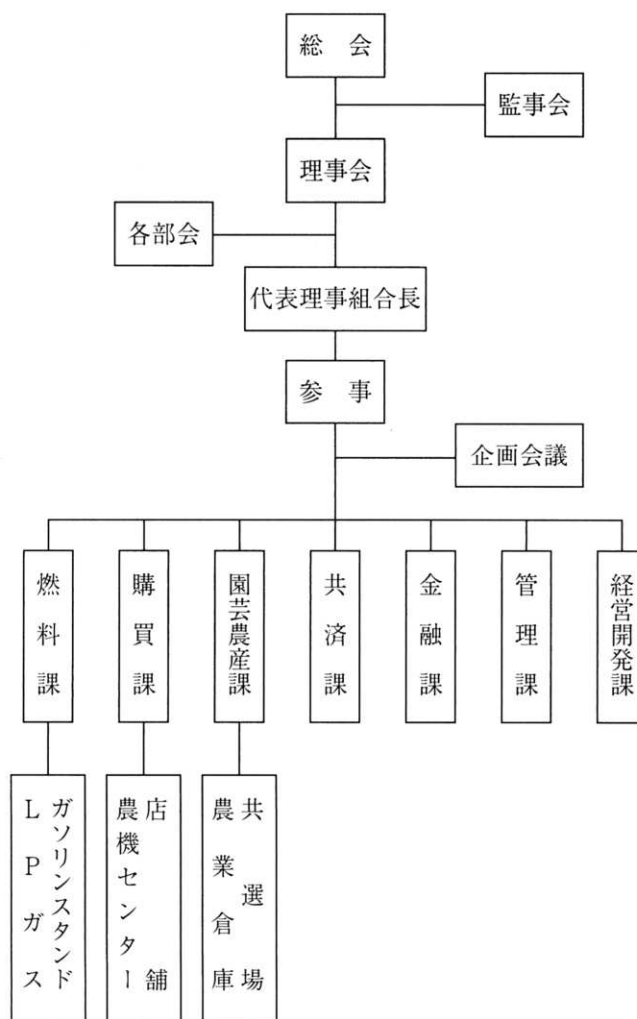 総会
監事会
理事会
各部会
代表理事組合長
参事
企画会議
燃料課
購買課
園芸農産課
共済課
金融課
管理課
経営開発課
ガソリンスタンド
LPガス
店舗
農機センター
共選場
農業倉庫